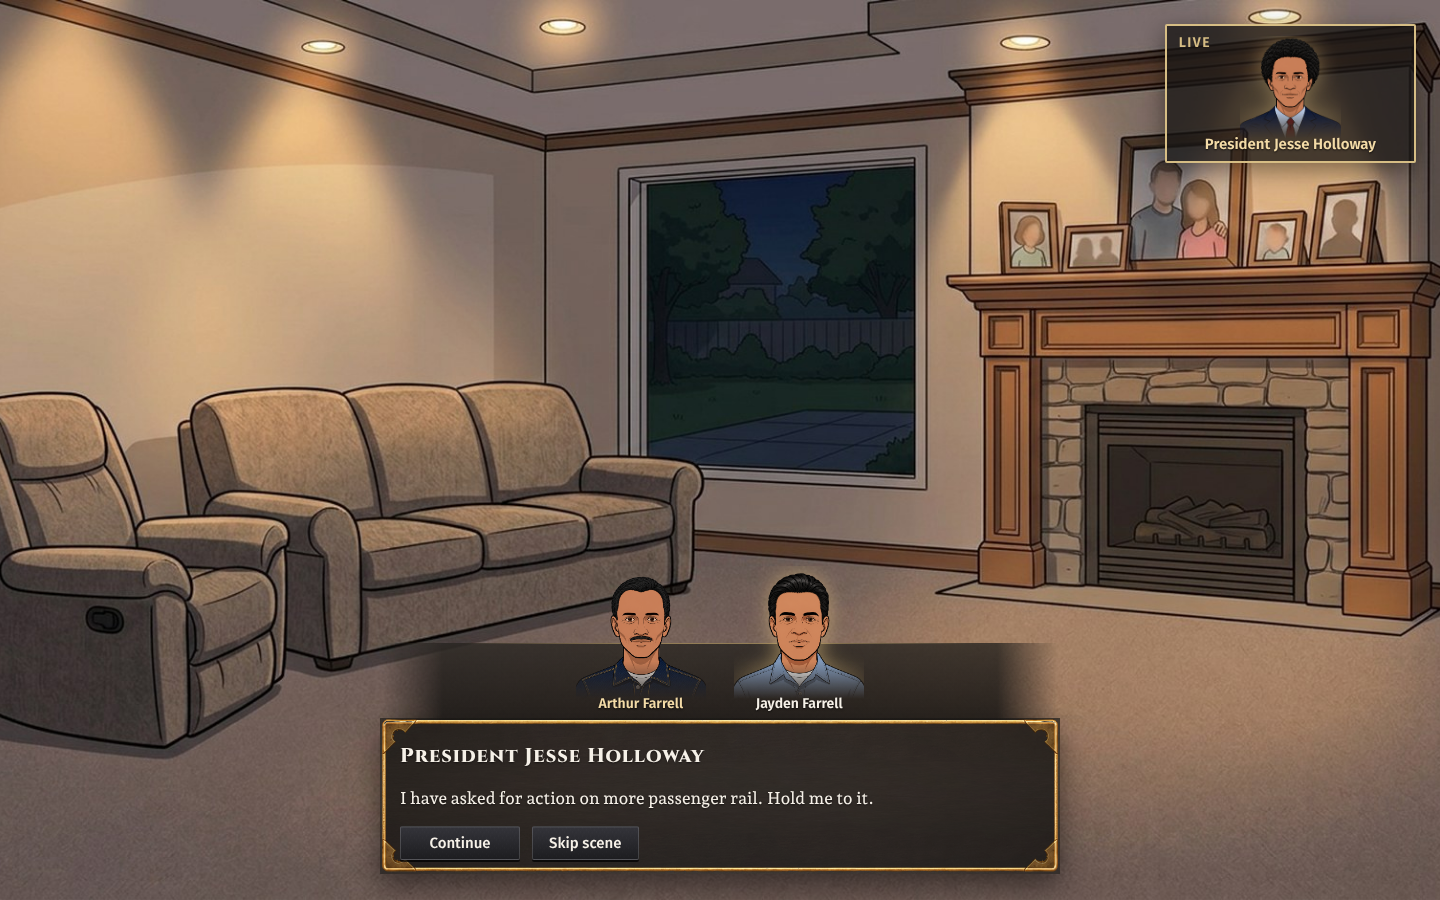 LIVE
President Jesse Holloway
Arthur Farrell
Jayden Farrell
President Jesse Holloway
I have asked for action on more passenger rail. Hold me to it.
Continue
Skip scene